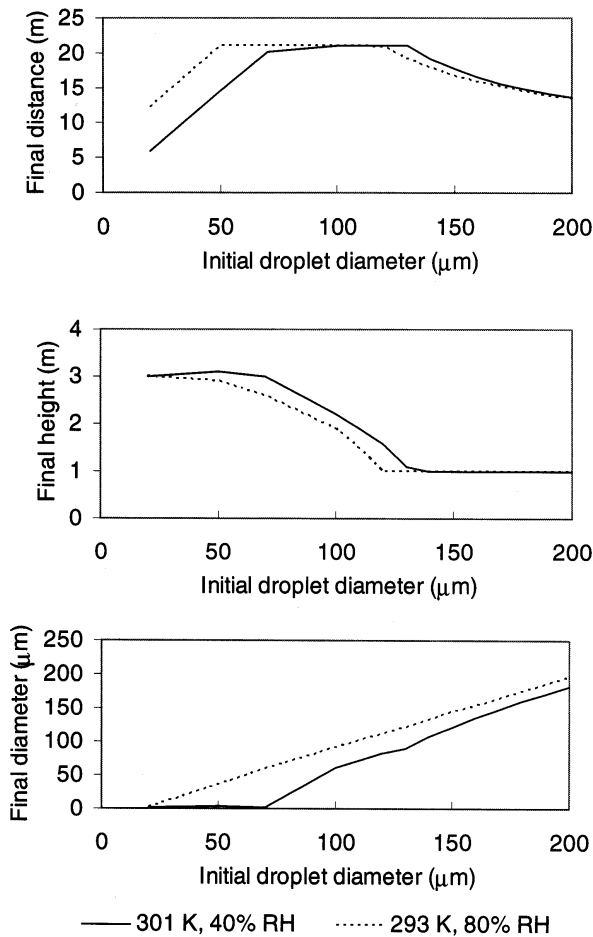 25
20
15
10
5
0
Final distance (m)
0 50 100 150 200
Initial droplet diameter (µm)
4
3
2
1
0
Final height (m)
0 50 100 150 200
Initial droplet diameter (µm)
250
200
150
100
50
0
Final diameter (µm)
0 50 100 150 200
Initial droplet diameter (µm)
301 K, 40% RH 293 K, 80% RH